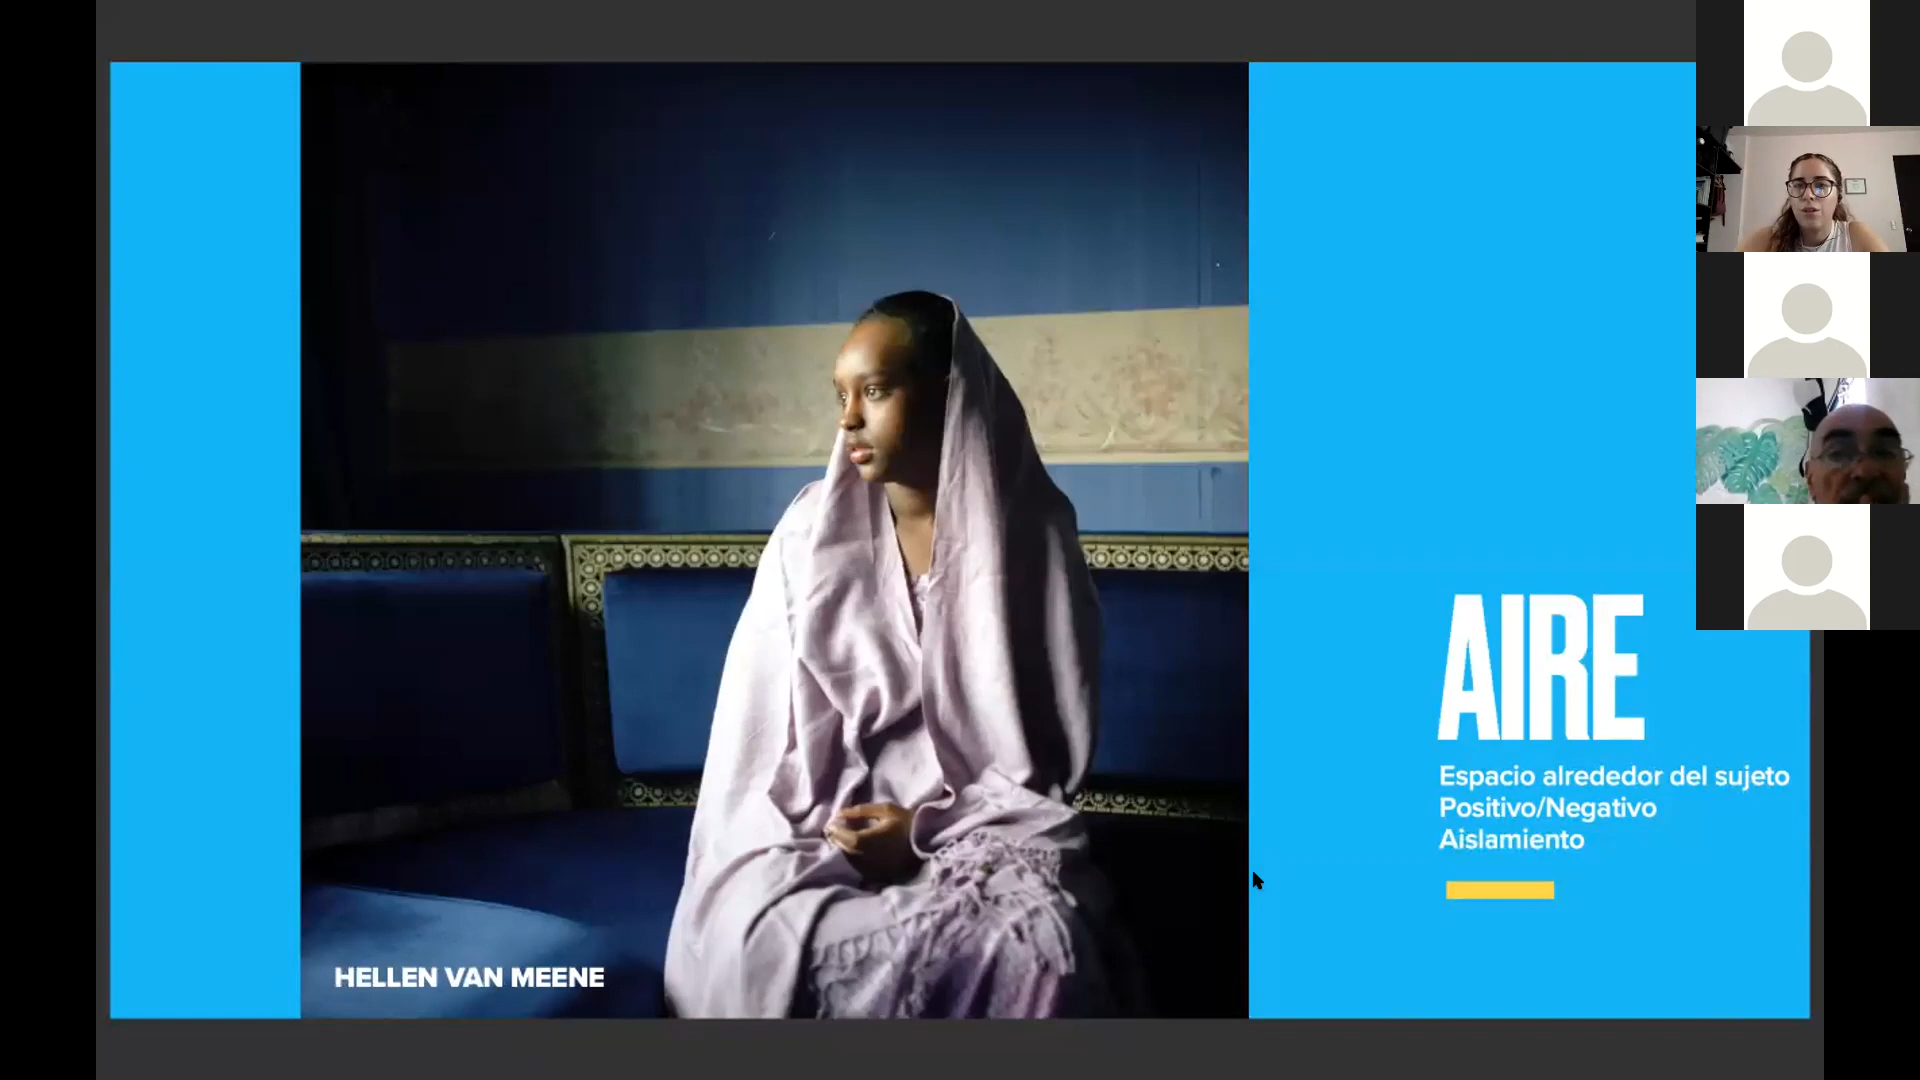 HELLEN VAN MEENE
AIRE
Espacio alrededor del sujeto
Positivo/Negativo
Aislamiento